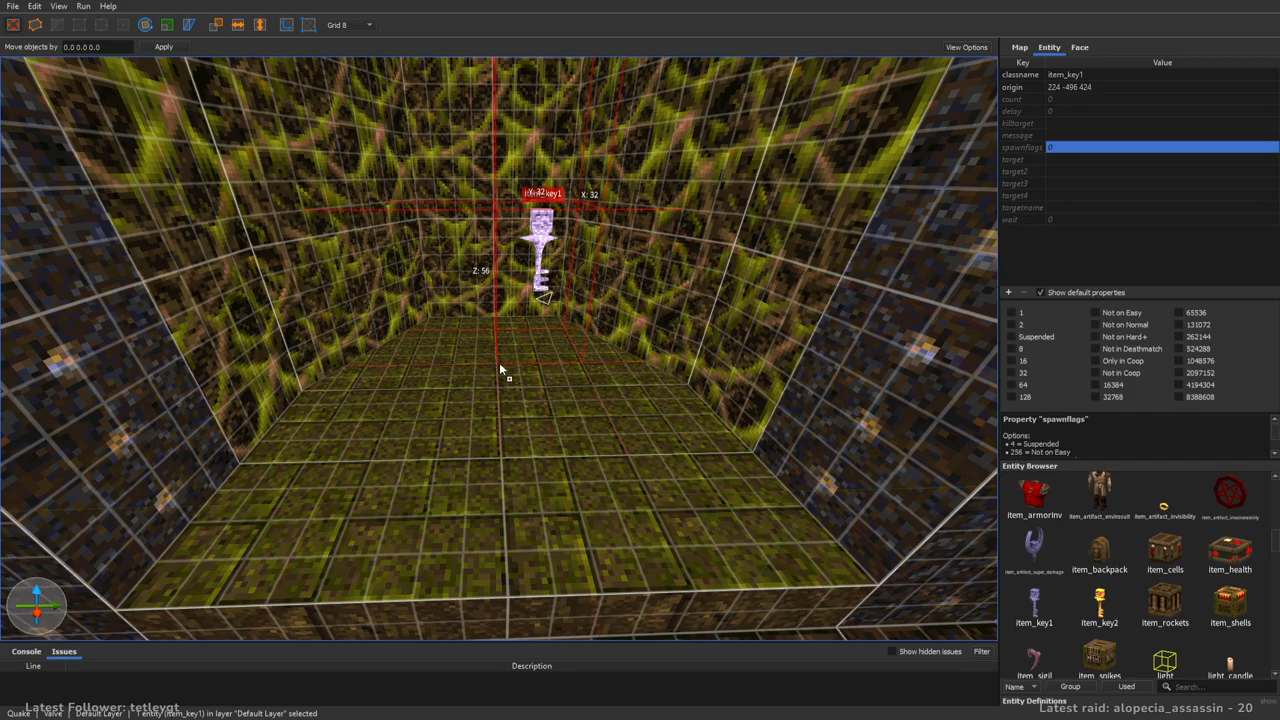 File Edit View Run Help
Grid 8
Move objects by 0.0 0.0 0.0 Apply View Options
Map Entity Face
Key Value
classname item_key1
origin 224 -496 424
count 0
delay 0
killtarget
message
spawnflags 0
target
target2
target3
target4
targetname
wait 0
Y: 32
X: 32
Z: 56
+ - Show default properties
1 Not on Easy 65536
2 Not on Normal 131072
Suspended Not on Hard+ 262144
8 Not in Deathmatch 524288
16 Only in Coop 1048576
32 Not in Coop 2097152
64 16384 4194304
128 32768 8388608
Property "spawnflags"
Options:
• 4 = Suspended
• 256 = Not on Easy
Entity Browser
item_armorInv item_artifact_envirosuit item_artifact_invisibility item_artifact_invulnerability
item_artifact_super_damage item_backpack item_cells item_health
item_key1 item_key2 item_rockets item_shells
item_sigil item_spikes light light_candle
Name Group Used Search...
Entity Definitions
Console Issues Show hidden issues Filter
Line Description
Latest Follower: tetleygt
Latest raid: alopecia_assassin - 20
Quake Valve Default Layer 1 entity (item_key1) in layer "Default Layer" selected